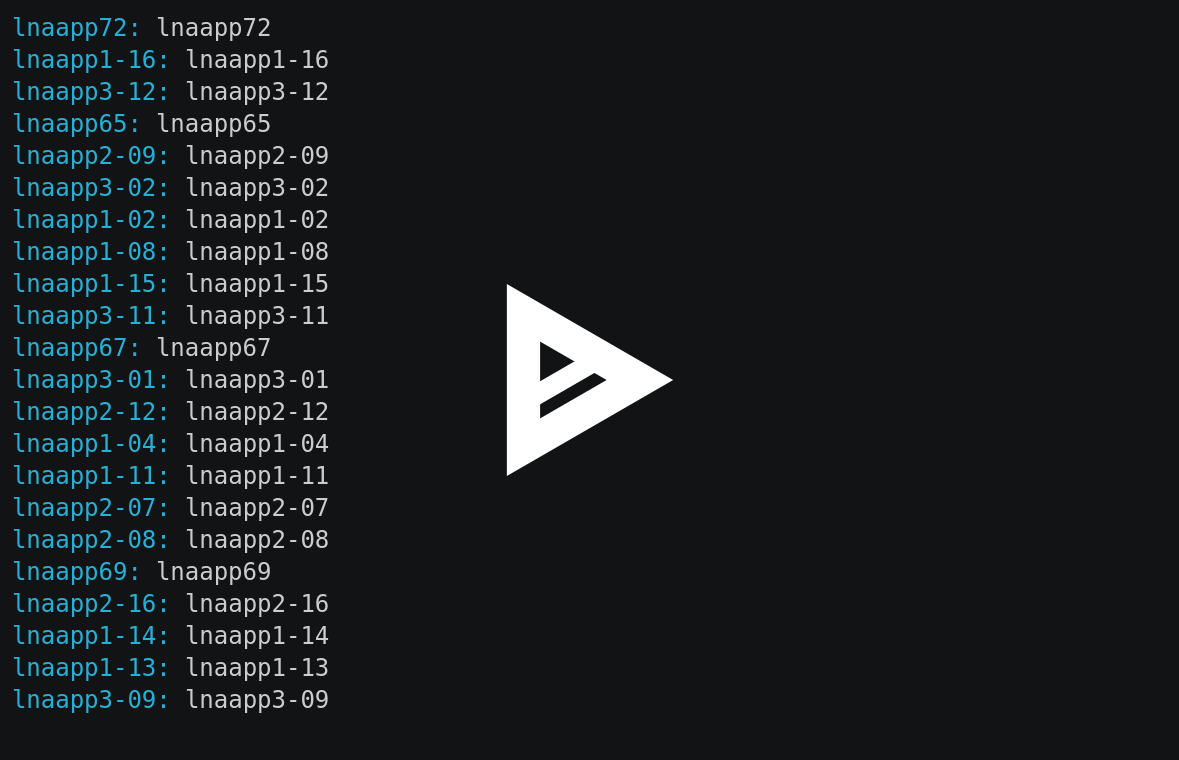 lnaapp72: lnaapp72
lnaapp1-16: lnaapp1-16
lnaapp3-12: lnaapp3-12
lnaapp65: lnaapp65
lnaapp2-09: lnaapp2-09
lnaapp3-02: lnaapp3-02
lnaapp1-02: lnaapp1-02
lnaapp1-08: lnaapp1-08
lnaapp1-15: lnaapp1-15
lnaapp3-11: lnaapp3-11
lnaapp67: lnaapp67
lnaapp3-01: lnaapp3-01
lnaapp2-12: lnaapp2-12
lnaapp1-04: lnaapp1-04
lnaapp1-11: lnaapp1-11
lnaapp2-07: lnaapp2-07
lnaapp2-08: lnaapp2-08
lnaapp69: lnaapp69
lnaapp2-16: lnaapp2-16
lnaapp1-14: lnaapp1-14
lnaapp1-13: lnaapp1-13
lnaapp3-09: lnaapp3-09